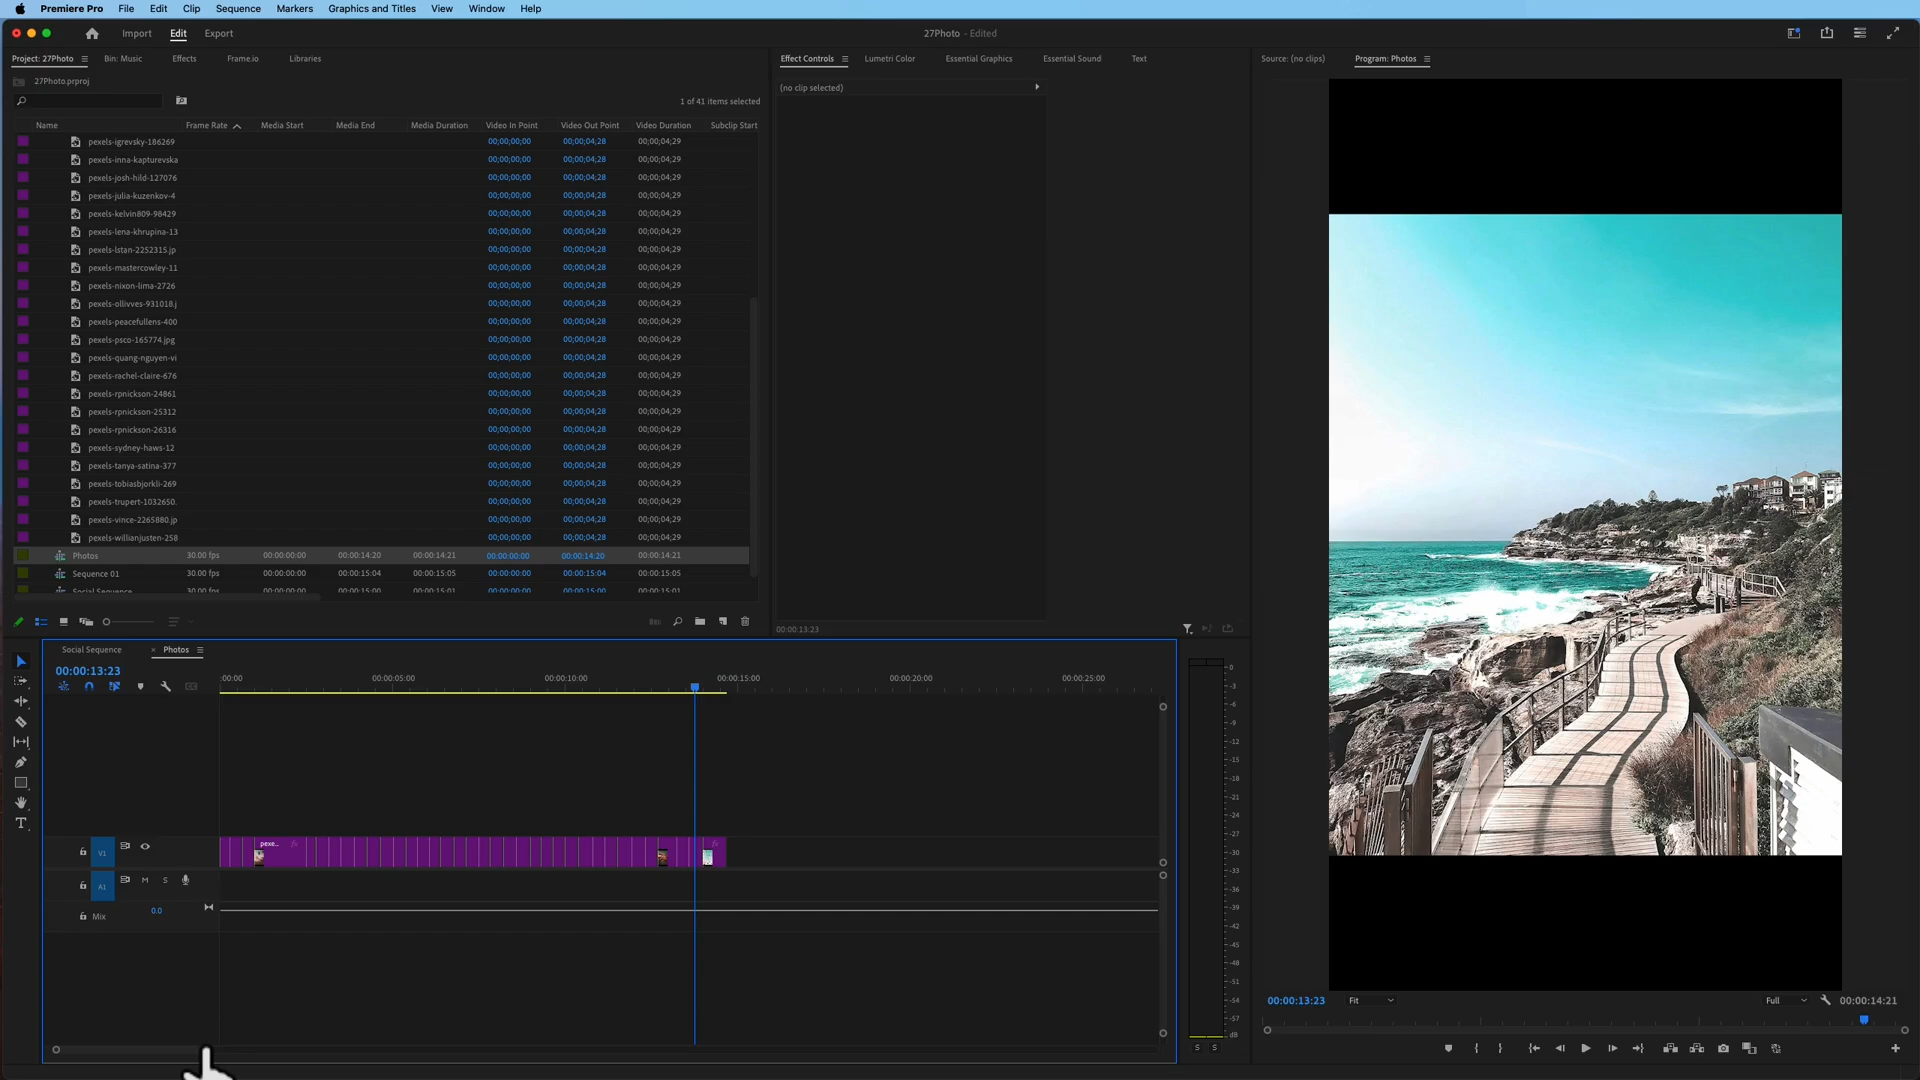 Premiere Pro File Edit Clip Sequence Markers Graphics and Titles View Window Help
Import Edit Export 27Photo - Edited
Project: 27Photo Bin: Music Effects Frame.io Libraries
27Photo.prproj
1 of 41 items selected
Name Frame Rate Media Start Media End Media Duration Video In Point Video Out Point Video Duration Subclip Start
pexels-igrevsky-186269 00;00;00;00 00;00;04;28 00;00;04;29
pexels-inna-kapturevska 00;00;00;00 00;00;04;28 00;00;04;29
pexels-josh-hild-127076 00;00;00;00 00;00;04;28 00;00;04;29
pexels-julia-kuzenkov-4 00;00;00;00 00;00;04;28 00;00;04;29
pexels-kelvin809-98429 00;00;00;00 00;00;04;28 00;00;04;29
pexels-lena-khrupina-13 00;00;00;00 00;00;04;28 00;00;04;29
pexels-lstan-2252315.jp 00;00;00;00 00;00;04;28 00;00;04;29
pexels-mastercowley-11 00;00;00;00 00;00;04;28 00;00;04;29
pexels-nixon-lima-2726 00;00;00;00 00;00;04;28 00;00;04;29
pexels-ollivves-931018.j 00;00;00;00 00;00;04;28 00;00;04;29
pexels-peacefullens-400 00;00;00;00 00;00;04;28 00;00;04;29
pexels-psco-165774.jpg 00;00;00;00 00;00;04;28 00;00;04;29
pexels-quang-nguyen-vi 00;00;00;00 00;00;04;28 00;00;04;29
pexels-rachel-claire-676 00;00;00;00 00;00;04;28 00;00;04;29
pexels-rpnickson-24861 00;00;00;00 00;00;04;28 00;00;04;29
pexels-rpnickson-25312 00;00;00;00 00;00;04;28 00;00;04;29
pexels-rpnickson-26316 00;00;00;00 00;00;04;28 00;00;04;29
pexels-sydney-haws-12 00;00;00;00 00;00;04;28 00;00;04;29
pexels-tanya-satina-377 00;00;00;00 00;00;04;28 00;00;04;29
pexels-tobiasbjorkli-269 00;00;00;00 00;00;04;28 00;00;04;29
pexels-trupert-1032650. 00;00;00;00 00;00;04;28 00;00;04;29
pexels-vince-2265880.jp 00;00;00;00 00;00;04;28 00;00;04;29
pexels-willianjusten-258 00;00;00;00 00;00;04;28 00;00;04;29
Photos 30.00 fps 00:00:00:00 00:00:14:20 00:00:14:21 00:00:00:00 00:00:14:20 00:00:14:21
Sequence 01 30.00 fps 00:00:00:00 00:00:15:04 00:00:15:05 00:00:00:00 00:00:15:04 00:00:15:05
Social Sequence 30.00 fps 00:00:00:00 00:00:15:00 00:00:15:01 00:00:00:00 00:00:15:00 00:00:15:01
Effect Controls Lumetri Color Essential Graphics Essential Sound Text
(no clip selected)
00:00:13:23
Source: (no clips) Program: Photos
00:00:13:23 Fit Full 00:00:14:21
Social Sequence × Photos
00:00:13:23
:00:00 00:00:05:00 00:00:10:00 00:00:15:00 00:00:20:00 00:00:25:00
V1 pexe.. fx fx
A1 M S
Mix 0.0
0
-3
-6
-9
-12
-15
-18
-21
-24
-27
-30
-33
-36
-39
-42
-45
-48
-51
-54
-57
dB
S S